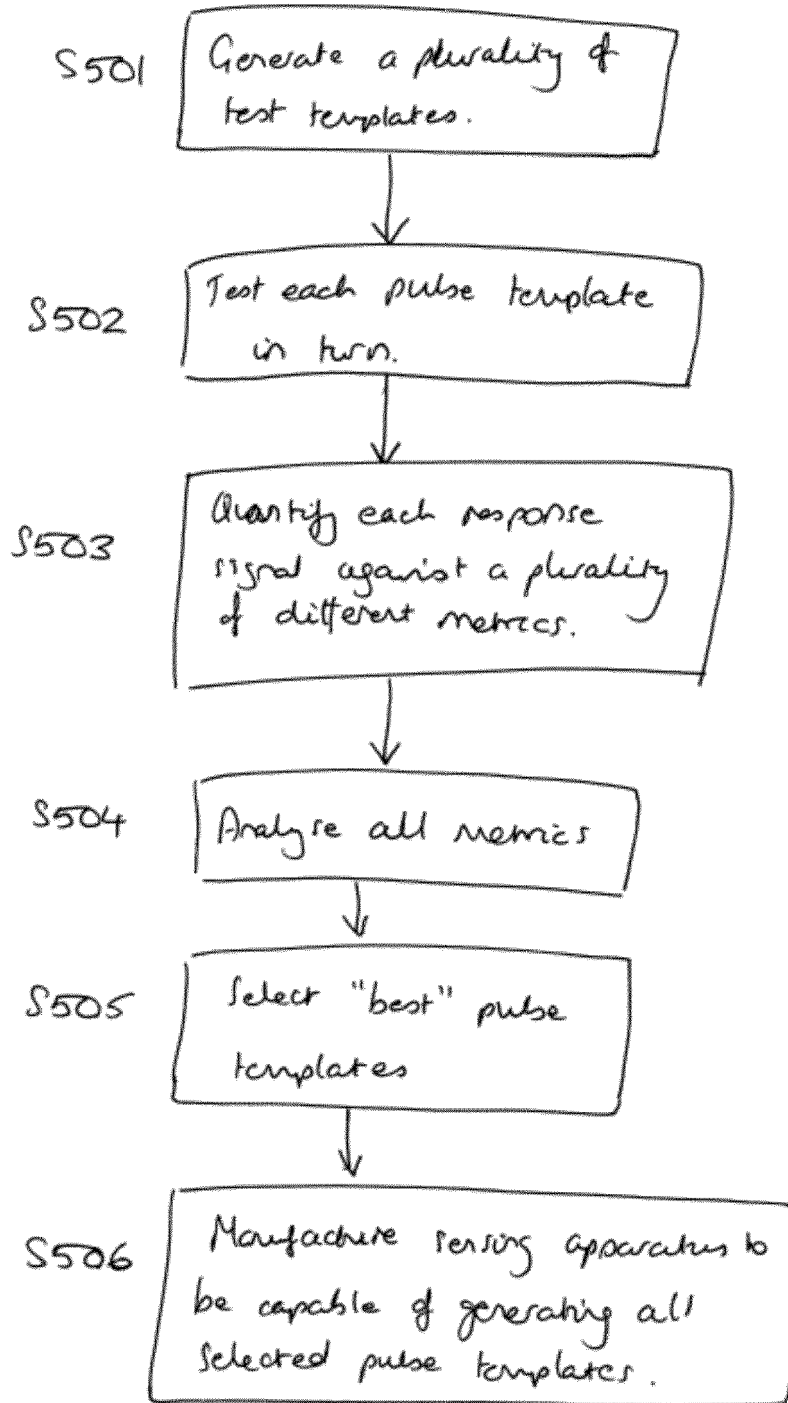 S501
Generate a plurality of
test templates.
S502
Test each pulse template
in turn.
S503
Quantify each response
signal against a plurality
of different metrics.
S504
Analyse all metrics
S505
Select "best" pulse
templates
S506
Manufacture sensing apparatus to
be capable of generating all
selected pulse templates.